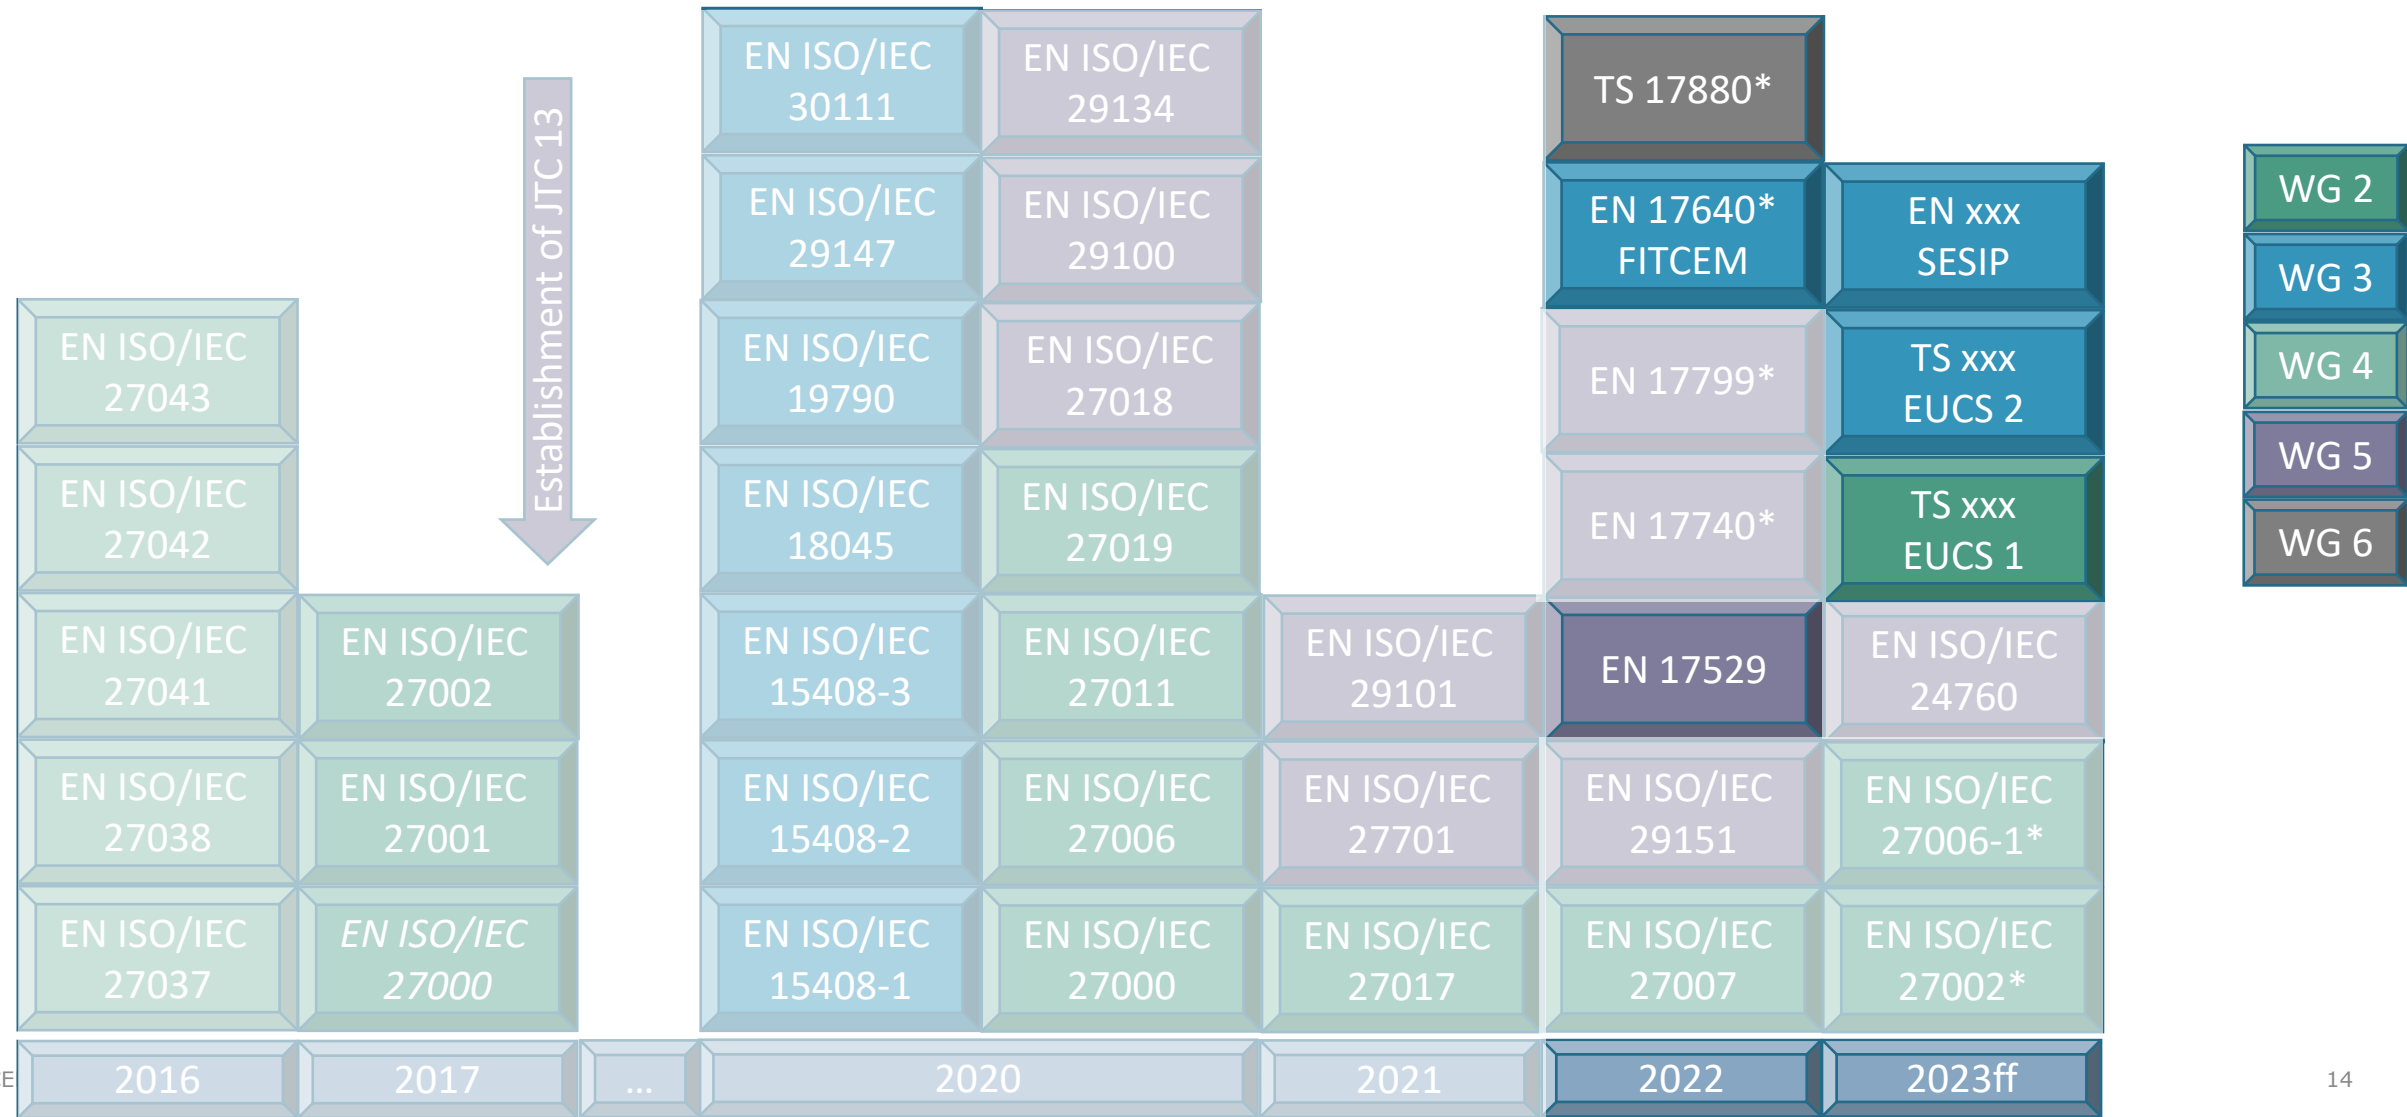 Establishment of JTC 13
EN ISO/IEC
27043
EN ISO/IEC
27042
EN ISO/IEC
27041
EN ISO/IEC
27038
EN ISO/IEC
27037
EN ISO/IEC
27002
EN ISO/IEC
27001
EN ISO/IEC
27000
EN ISO/IEC
30111
EN ISO/IEC
29147
EN ISO/IEC
19790
EN ISO/IEC
18045
EN ISO/IEC
15408-3
EN ISO/IEC
15408-2
EN ISO/IEC
15408-1
EN ISO/IEC
29134
EN ISO/IEC
29100
EN ISO/IEC
27018
EN ISO/IEC
27019
EN ISO/IEC
27011
EN ISO/IEC
27006
EN ISO/IEC
27000
EN ISO/IEC
29101
EN ISO/IEC
27701
EN ISO/IEC
27017
TS 17880*
EN 17640*
FITCEM
EN 17799*
EN 17740*
EN 17529
EN ISO/IEC
29151
EN ISO/IEC
27007
EN xxx
SESIP
TS xxx
EUCS 2
TS xxx
EUCS 1
EN ISO/IEC
24760
EN ISO/IEC
27006-1*
EN ISO/IEC
27002*
WG 2
WG 3
WG 4
WG 5
WG 6
2016
2017
...
2020
2021
2022
2023ff
14